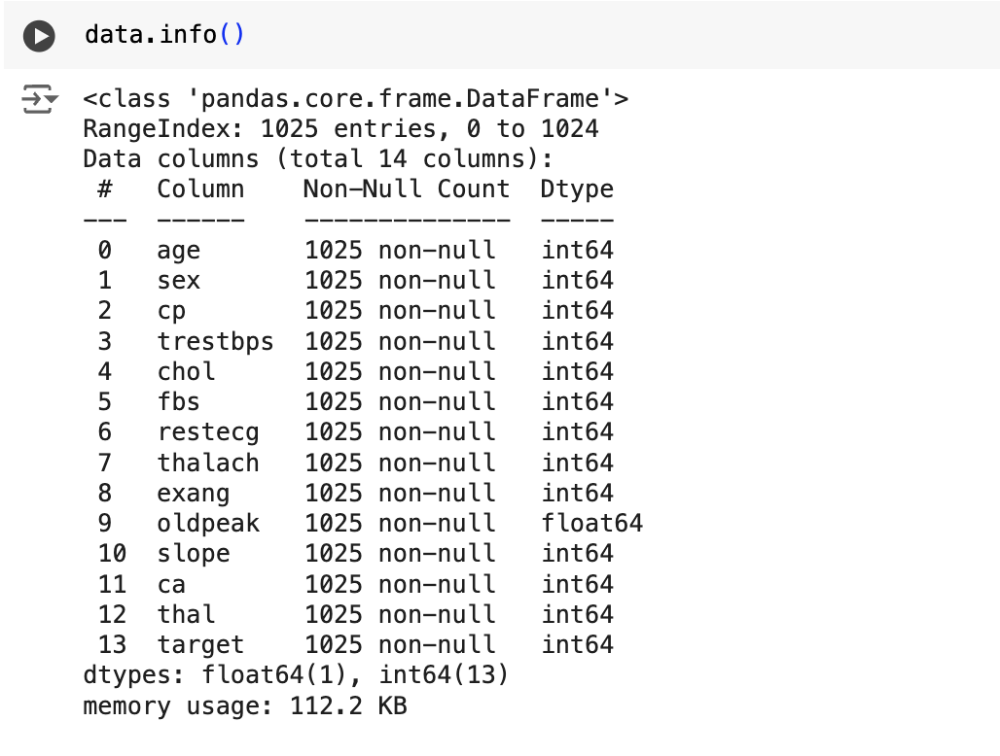 data.info()
<class 'pandas.core.frame.DataFrame'>
RangeIndex: 1025 entries, 0 to 1024
Data columns (total 14 columns):
 #   Column    Non-Null Count  Dtype
---  ------    --------------  -----
 0   age       1025 non-null   int64
 1   sex       1025 non-null   int64
 2   cp        1025 non-null   int64
 3   trestbps  1025 non-null   int64
 4   chol      1025 non-null   int64
 5   fbs       1025 non-null   int64
 6   restecg   1025 non-null   int64
 7   thalach   1025 non-null   int64
 8   exang     1025 non-null   int64
 9   oldpeak   1025 non-null   float64
 10  slope     1025 non-null   int64
 11  ca        1025 non-null   int64
 12  thal      1025 non-null   int64
 13  target    1025 non-null   int64
dtypes: float64(1), int64(13)
memory usage: 112.2 KB